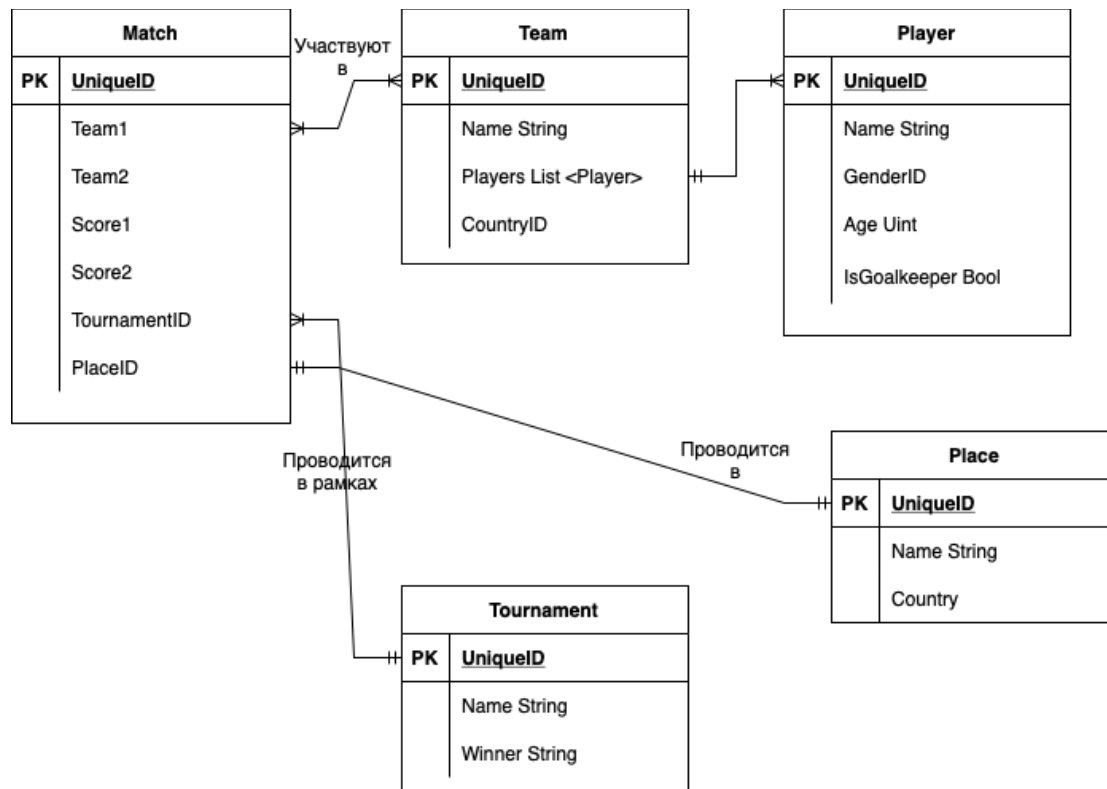 Match
PK UniqueID
Team1
Team2
Score1
Score2
TournamentID
PlaceID
Участвуют
в
Team
PK UniqueID
Name String
Players List <Player>
CountryID
Player
PK UniqueID
Name String
GenderID
Age Uint
IsGoalkeeper Bool
Проводится
в рамках
Проводится
в
Place
PK UniqueID
Name String
Country
Tournament
PK UniqueID
Name String
Winner String